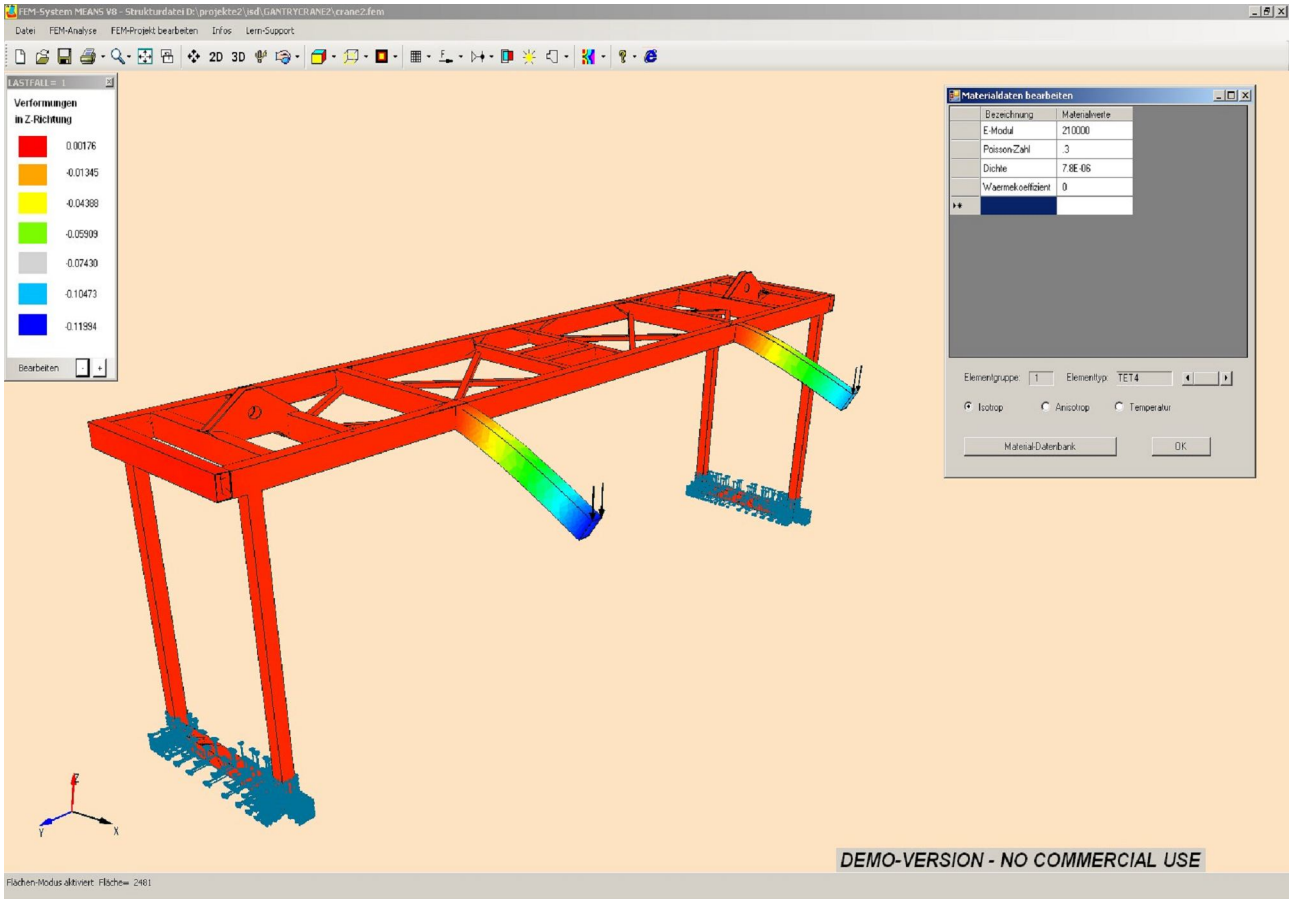 FEM-System MEANS V8 - Strukturdatei D:\projekte2\isd\GANTRYCRANE2\crane2.fem
Datei FEM-Analyse FEM-Projekt bearbeiten Infos Lern-Support
2D 3D
LASTFALL= 1
Verformungen
in Z-Richtung
0.00176
-0.01345
-0.04388
-0.05909
-0.07430
-0.10473
-0.11994
Bearbeiten - +
Materialdaten bearbeiten
Bezeichnung Materialwerte
E-Modul 210000
Poisson-Zahl .3
Dichte 7.8E-06
Waermekoeffizient 0
Elementgruppe: 1 Elementtyp: TET4
Isotrop Anisotrop Temperatur
Material-Datenbank OK
Z
Y X
DEMO-VERSION - NO COMMERCIAL USE
Flächen-Modus aktiviert Fläche= 2481